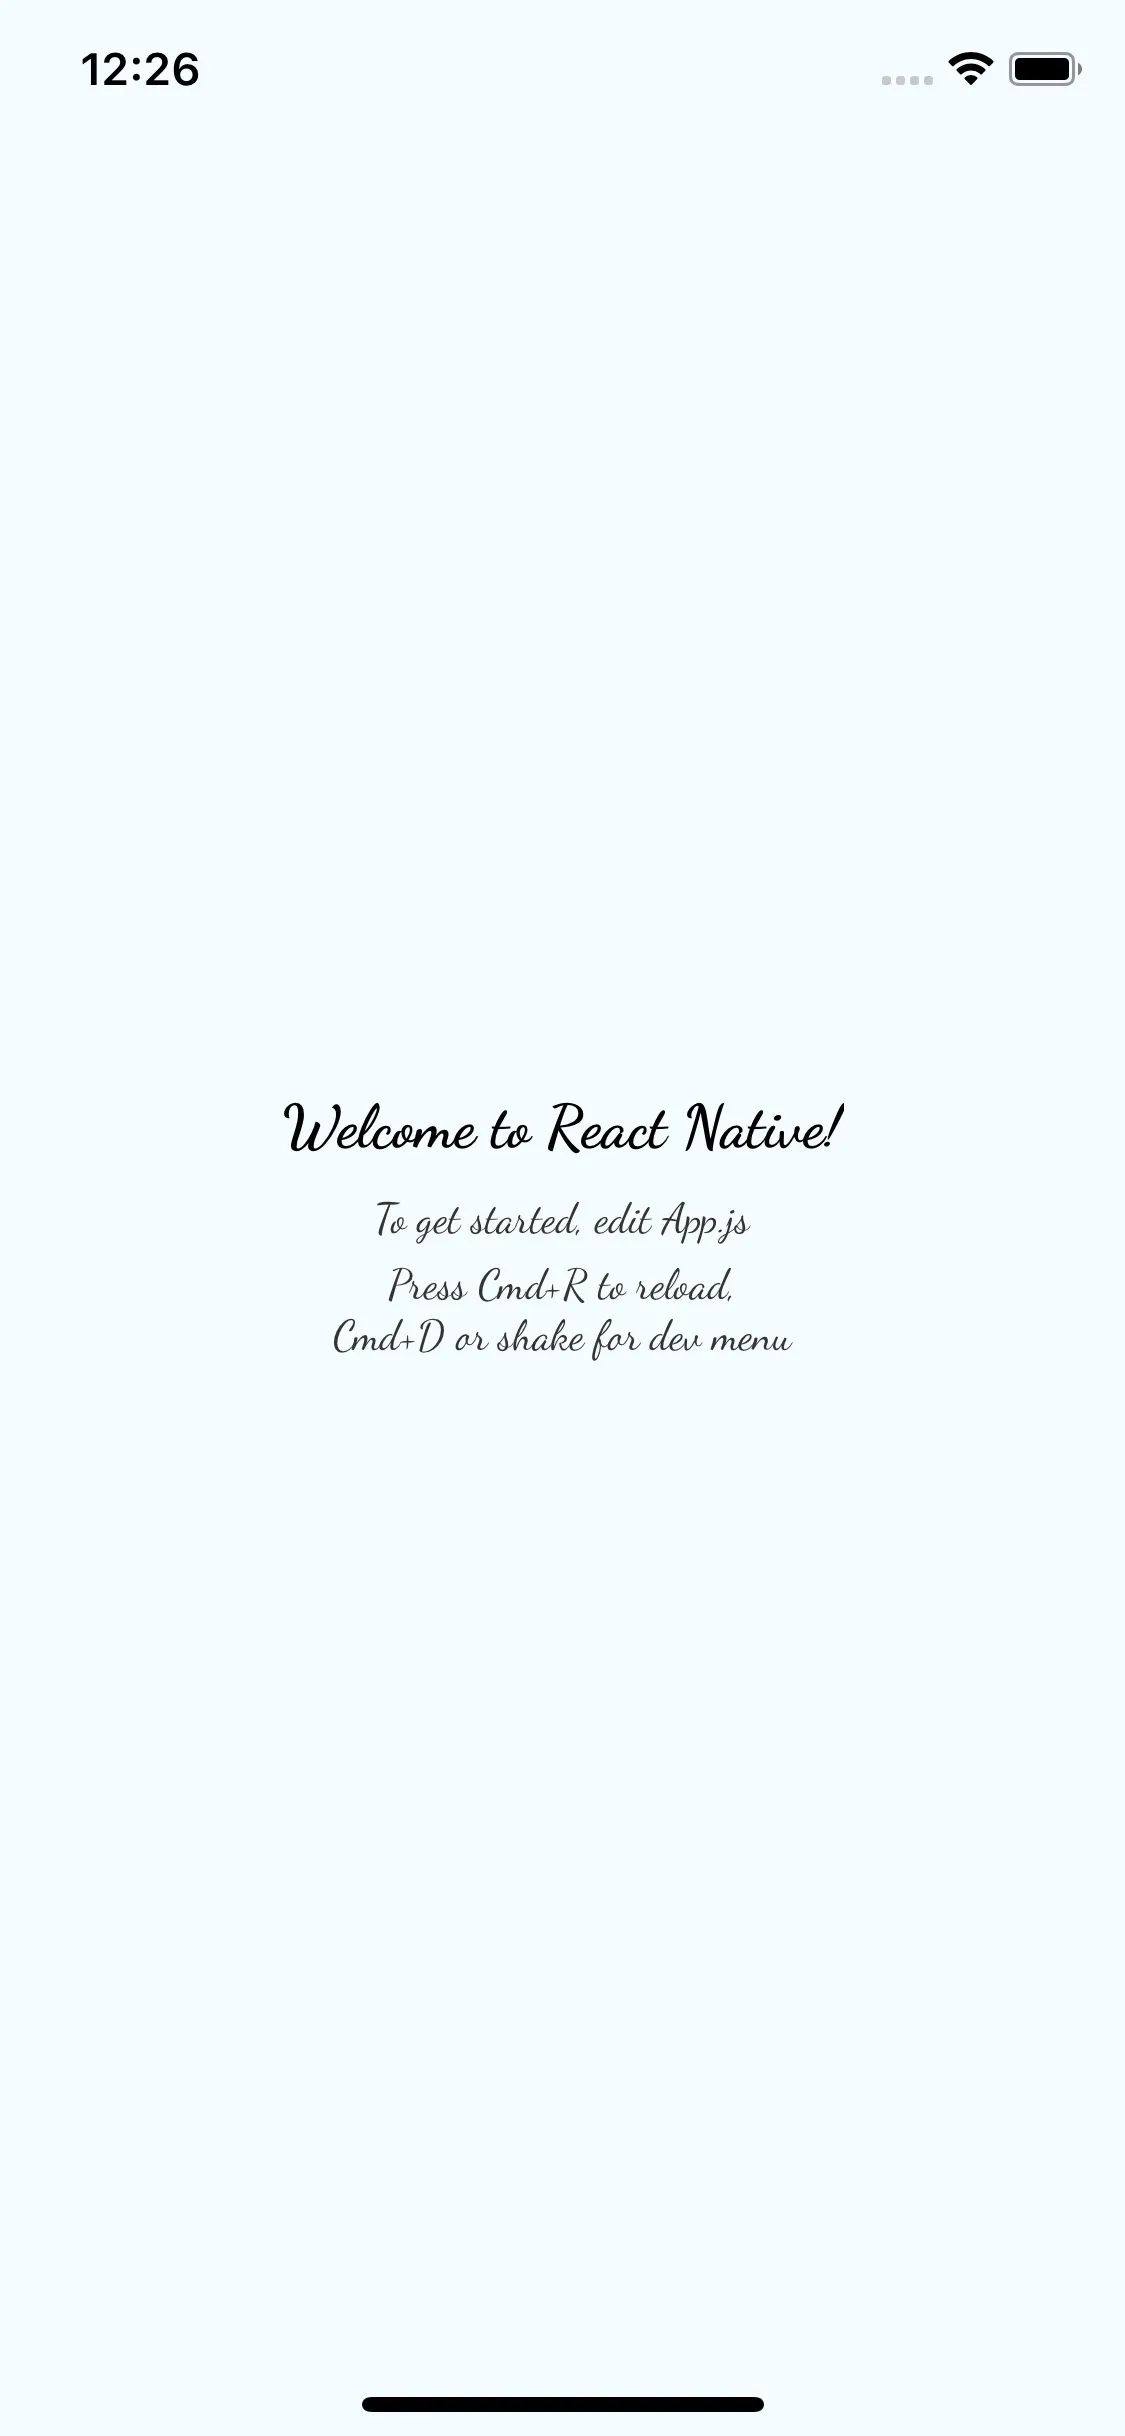 12:26
Welcome to React Native!
To get started, edit App.js
Press Cmd+R to reload,
Cmd+D or shake for dev menu